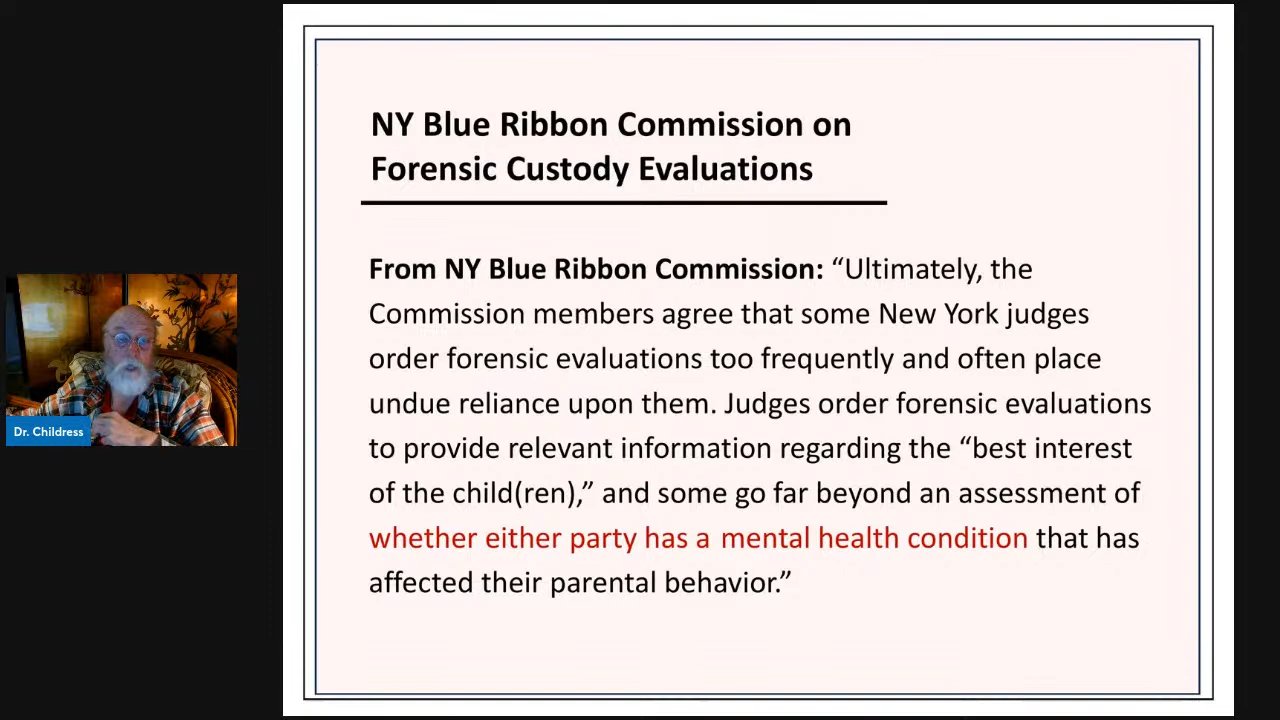 NY Blue Ribbon Commission on
Forensic Custody Evaluations
From NY Blue Ribbon Commission: “Ultimately, the
Commission members agree that some New York judges
order forensic evaluations too frequently and often place
undue reliance upon them. Judges order forensic evaluations
to provide relevant information regarding the “best interest
of the child(ren),” and some go far beyond an assessment of
whether either party has a mental health condition that has
affected their parental behavior.”
Dr. Childress